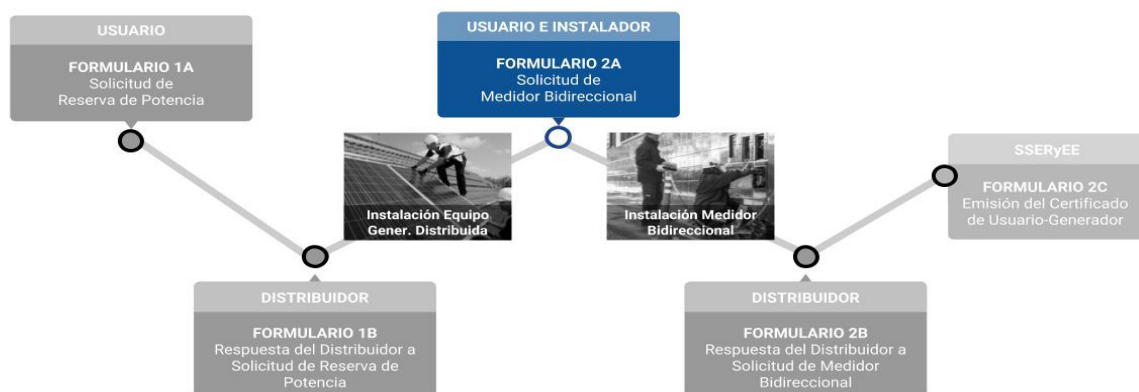 USUARIO
FORMULARIO 1A
Solicitud de
Reserva de Potencia
USUARIO E INSTALADOR
FORMULARIO 2A
Solicitud de
Medidor Bidireccional
Instalación Equipo
Gener. Distribuida
Instalación Medidor
Bidireccional
SSERyEE
FORMULARIO 2C
Emisión del Certificado
de Usuario-Generador
DISTRIBUIDOR
FORMULARIO 1B
Respuesta del Distribuidor a
Solicitud de Reserva de
Potencia
DISTRIBUIDOR
FORMULARIO 2B
Respuesta del Distribuidor a
Solicitud de Medidor
Bidireccional